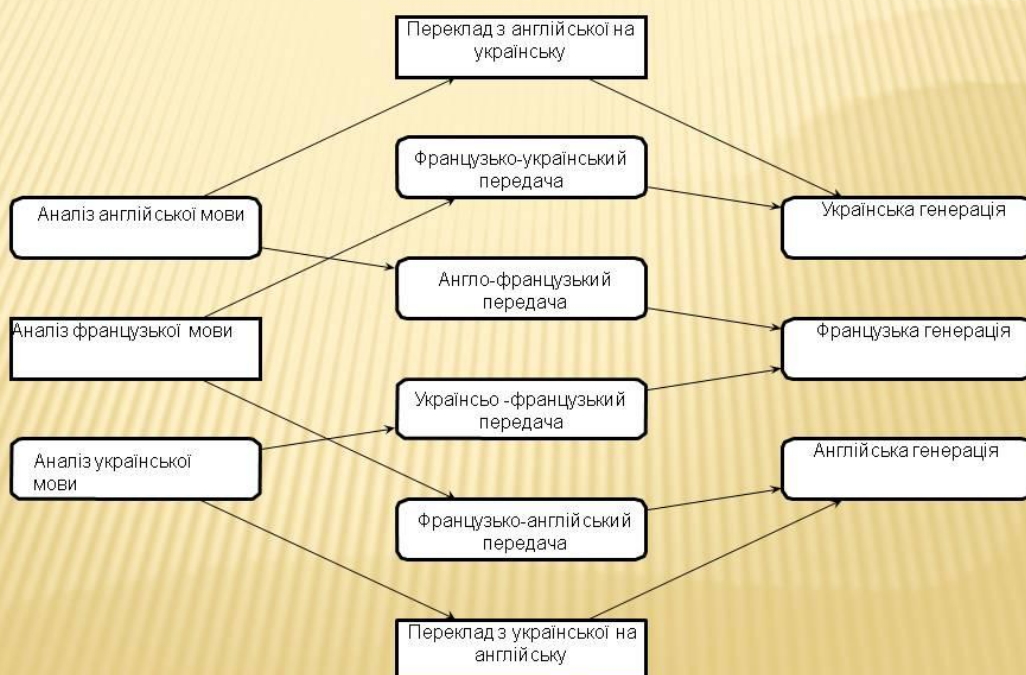 Переклад з англійської на
українську
Французько-український
передача
Аналіз англійської мови
Українська генерація
Англо-французький
передача
Аналіз французької мови
Французька генерація
Українсьо -французький
передача
Аналіз української
мови
Англійська генерація
Французько-англійський
передача
Переклад з української на
англійську